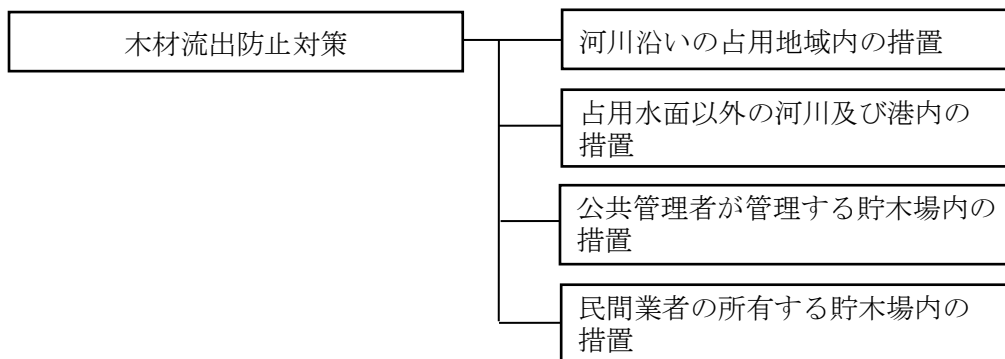 木材流出防止対策
河川沿いの占用地域内の措置
占用水面以外の河川及び港内の
措置
公共管理者が管理する貯木場内の
措置
民間業者の所有する貯木場内の
措置